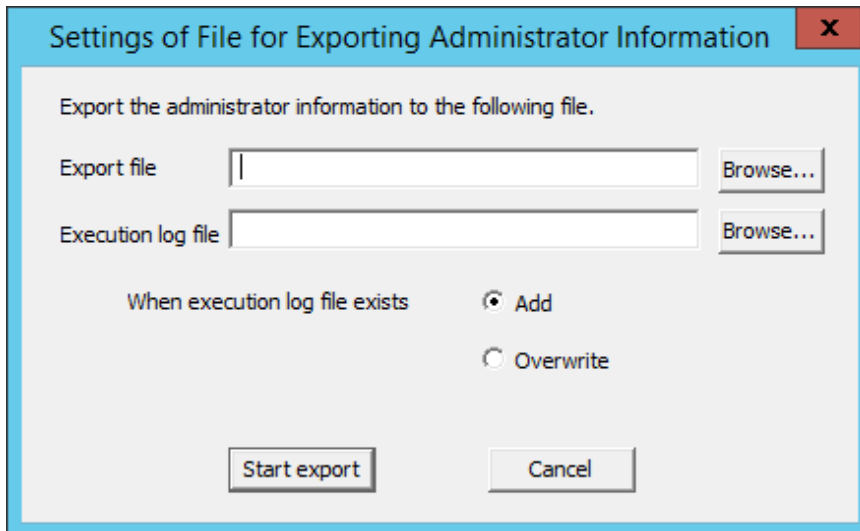 Settings of File for Exporting Administrator Information
x
Export the administrator information to the following file.
Export file
Browse...
Execution log file
Browse...
When execution log file exists
Add
Overwrite
Start export
Cancel